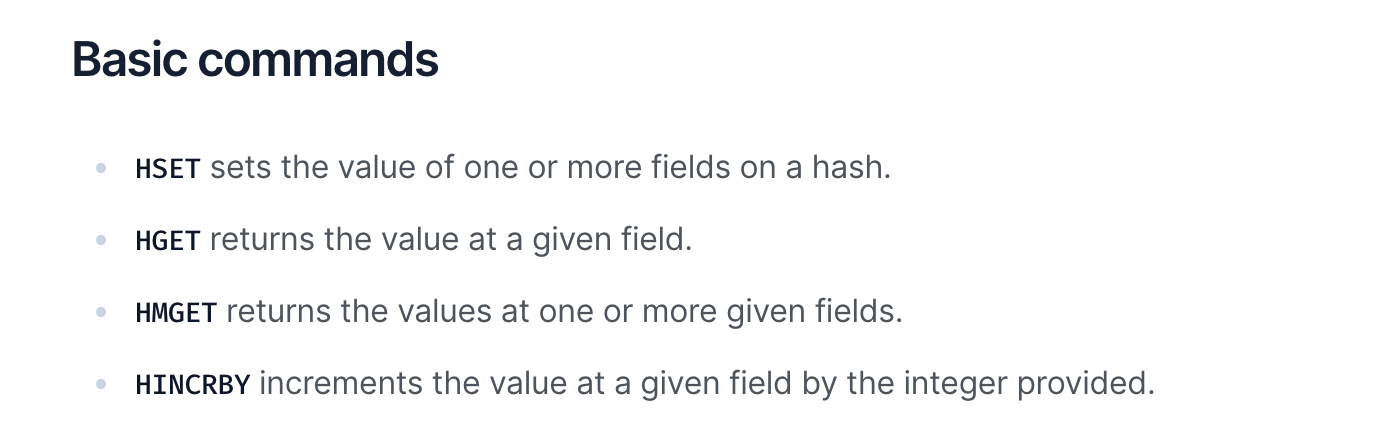 Basic commands
HSET sets the value of one or more fields on a hash.
HGET returns the value at a given field.
HMGET returns the values at one or more given fields.
HINCRBY increments the value at a given field by the integer provided.